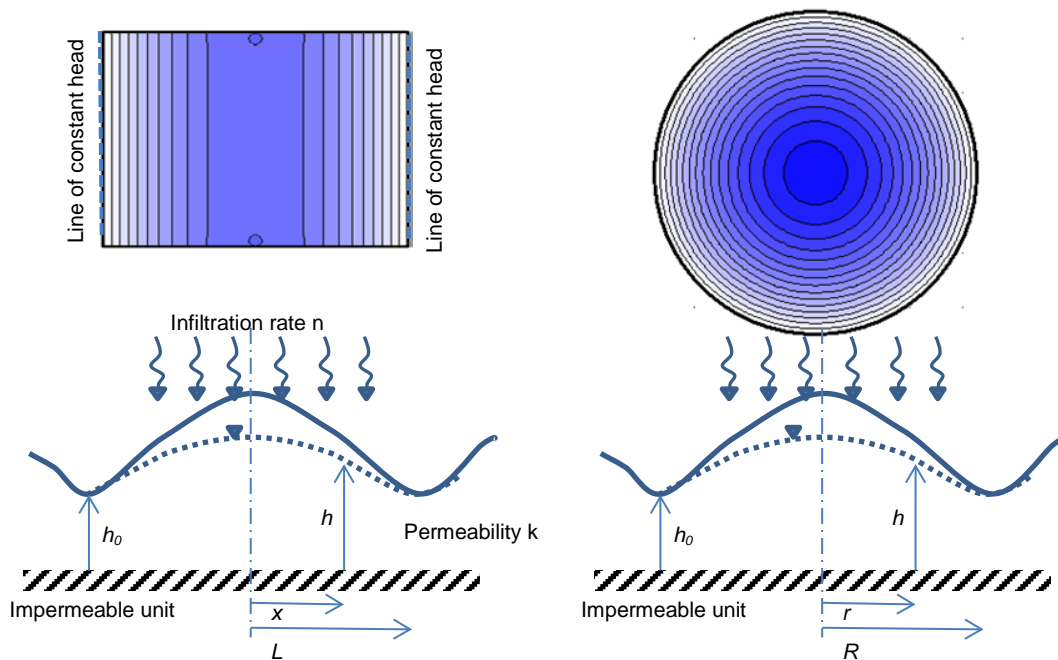 Line of constant head
Line of constant head
Infiltration rate n
h0
h
Permeability k
Impermeable unit
x
L
h0
h
Impermeable unit
r
R